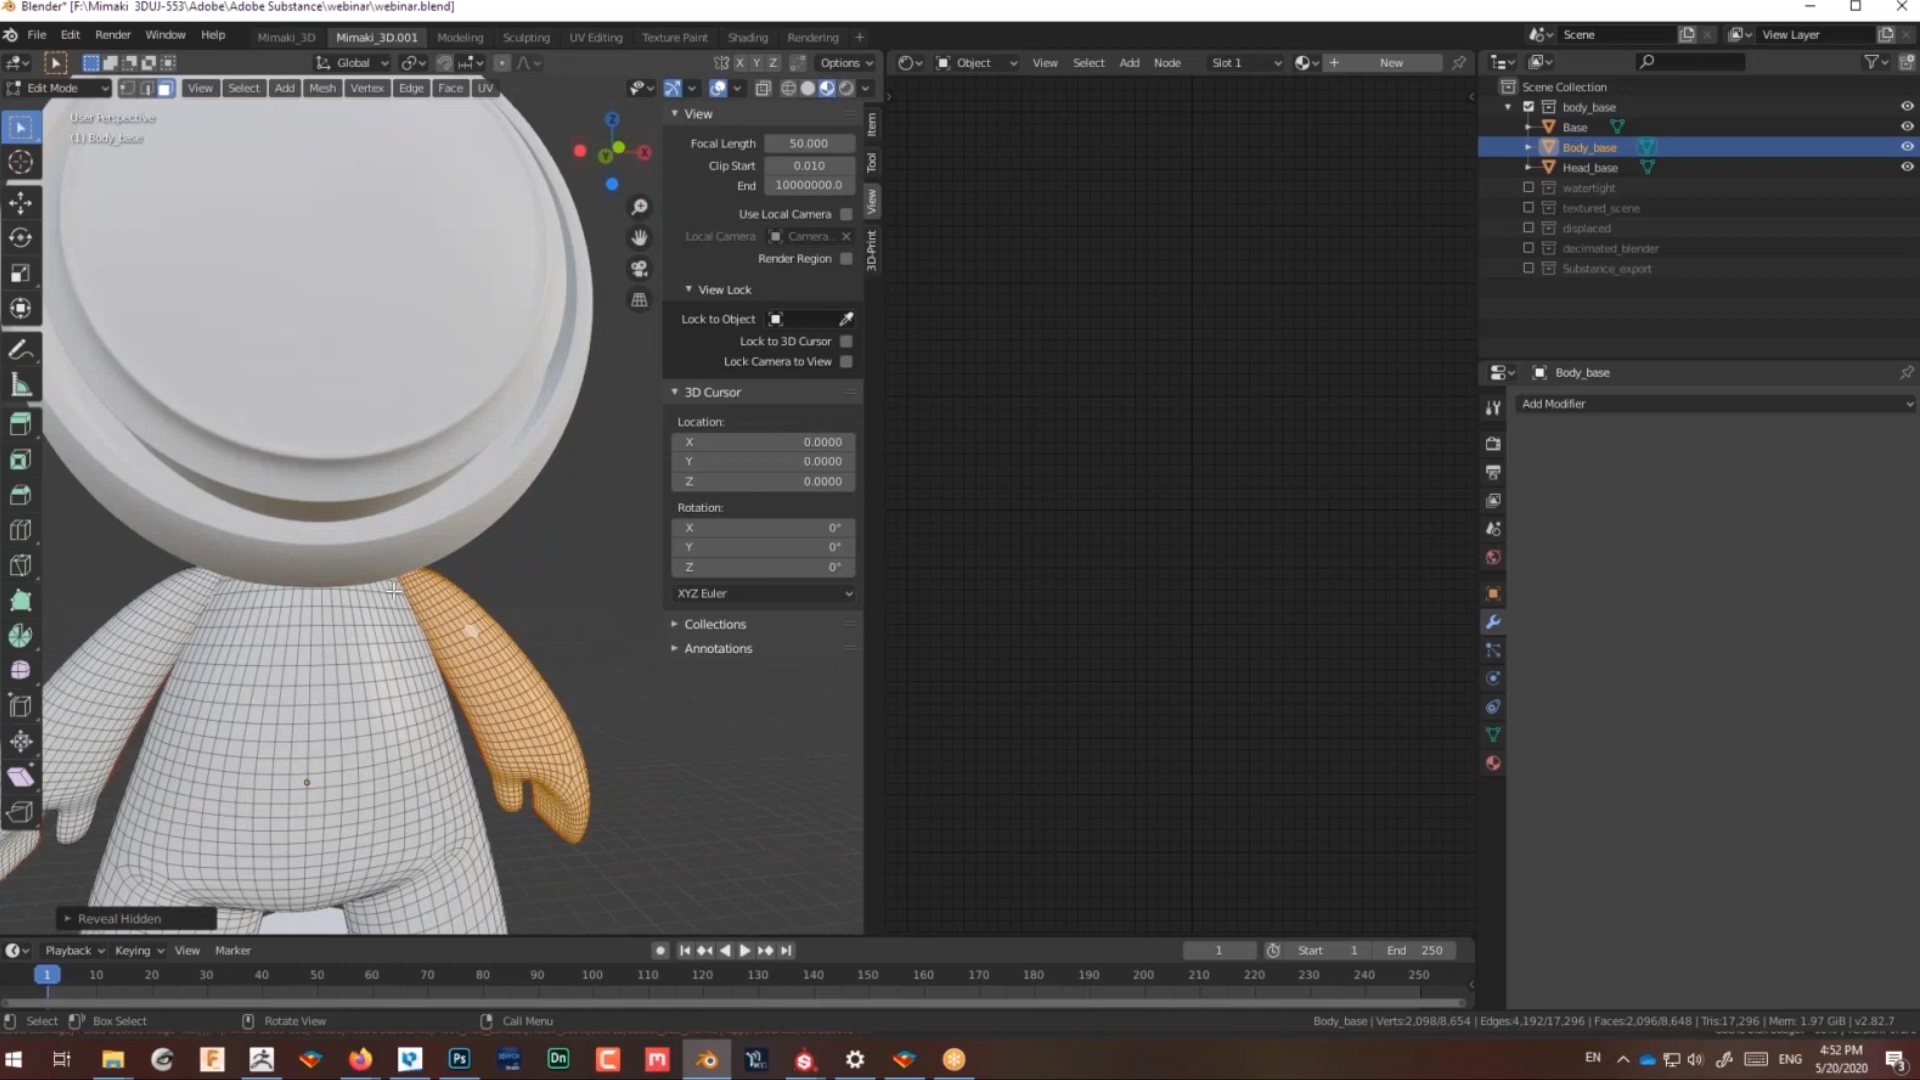 Blender* [F:\Mimaki_3DUJ-553\Adobe\Adobe Substance\webinar\webinar.blend]
File Edit Render Window Help Mimaki_3D Mimaki_3D.001 Modeling Sculpting UV Editing Texture Paint Shading Rendering +
Scene View Layer
Global X Y Z Options
Object View Select Add Node Slot 1 New
Edit Mode View Select Add Mesh Vertex Edge Face UV
User Perspective
(1) Body_base
View
Focal Length 50.000
Clip Start 0.010
End 10000000.0
Use Local Camera
Local Camera Camera..
Render Region
View Lock
Lock to Object
Lock to 3D Cursor
Lock Camera to View
3D Cursor
Location:
X 0.0000
Y 0.0000
Z 0.0000
Rotation:
X 0°
Y 0°
Z 0°
XYZ Euler
Collections
Annotations
Item
Tool
View
3D-Print
Z
X
Y
Scene Collection
body_base
Base
Body_base
Head_base
watertight
textured_scene
displaced
decimated_blender
Substance_export
Body_base
Add Modifier
Reveal Hidden
Playback Keying View Marker 1 Start 1 End 250
1 10 20 30 40 50 60 70 80 90 100 110 120 130 140 150 160 170 180 190 200 210 220 230 240 250
Select Box Select Rotate View Call Menu
Body_base | Verts:2,098/8,654 | Edges:4,192/17,296 | Faces:2,096/8,648 | Tris:17,296 | Mem: 1.97 GiB | v2.82.7
Ps Dn
EN ENG
4:52 PM
5/20/2020
3